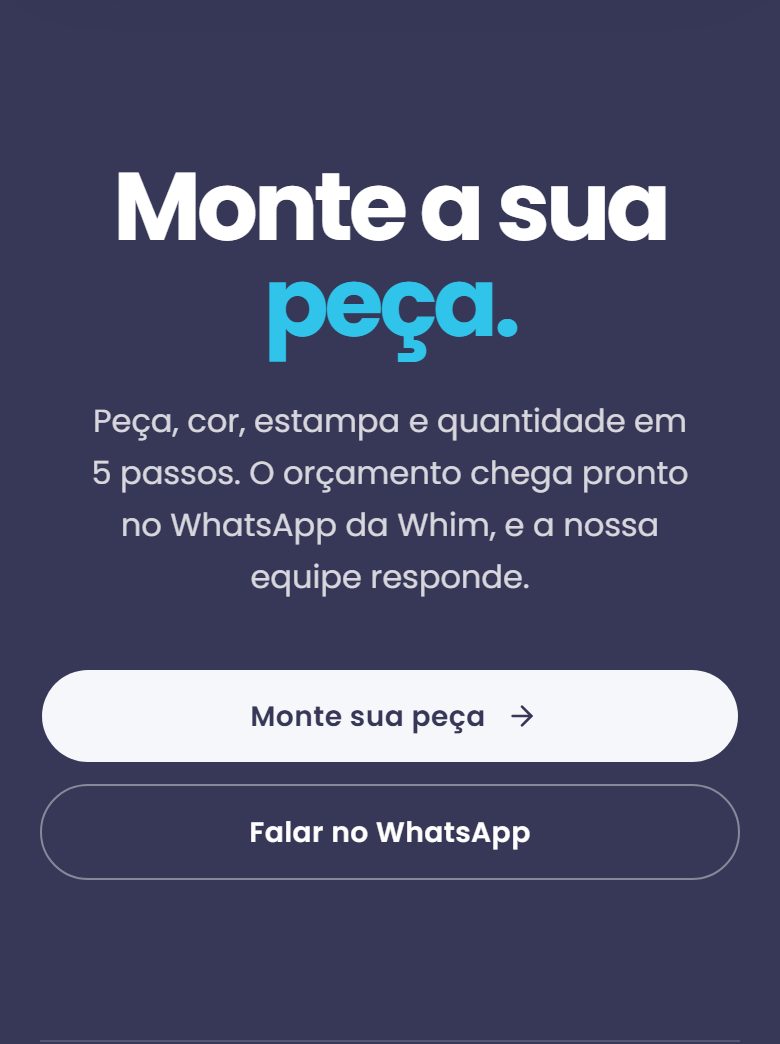 Monte a sua
peça.
Peça, cor, estampa e quantidade em
5 passos. O orçamento chega pronto
no WhatsApp da Whim, e a nossa
equipe responde.
Monte sua peça →
Falar no WhatsApp